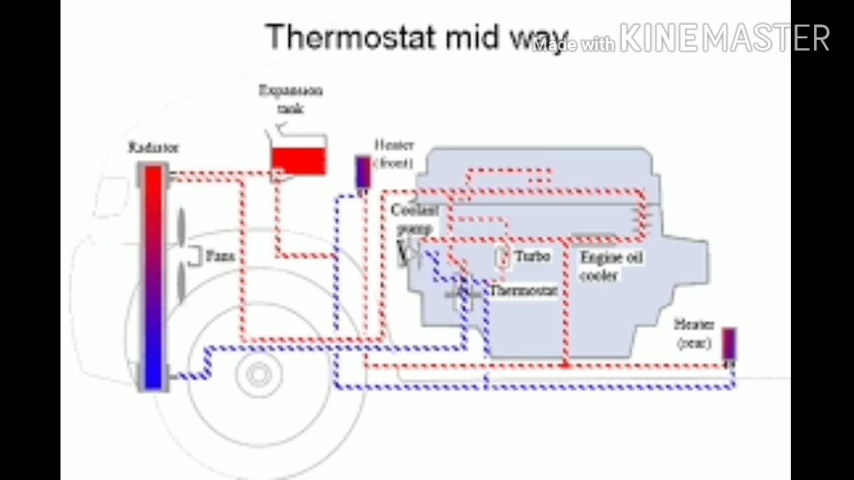 Thermostat mid way
Made with KINEMASTER
Expansion
tank
Radiator
Heater
(front)
Coolant
pump
Fans
Turbo
Engine oil
cooler
Thermostat
Heater
(rear)